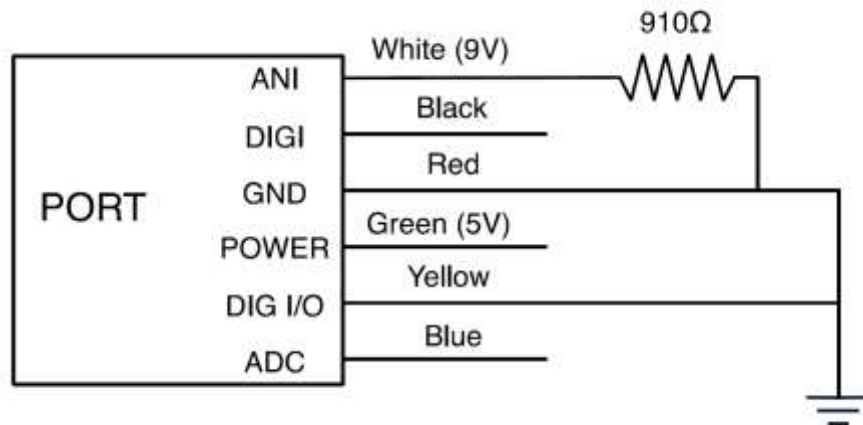 910Ω
White (9V)
ANI
Black
DIGI
Red
GND
PORT
Green (5V)
POWER
Yellow
DIG I/O
Blue
ADC